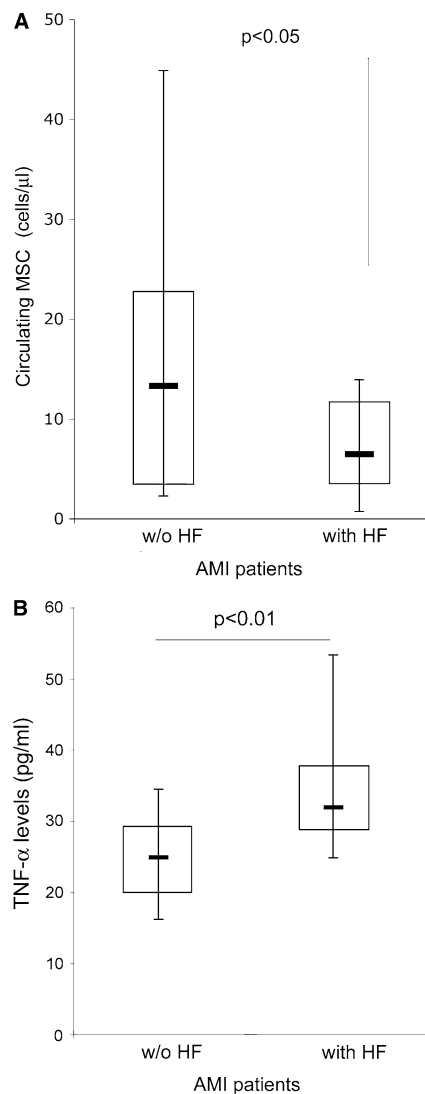 A
p<0.05
Circulating MSC (cells/µl)
50
40
30
20
10
0
w/o HF with HF
AMI patients
B
p<0.01
TNF-α levels (pg/ml)
60
50
40
30
20
10
0
w/o HF with HF
AMI patients